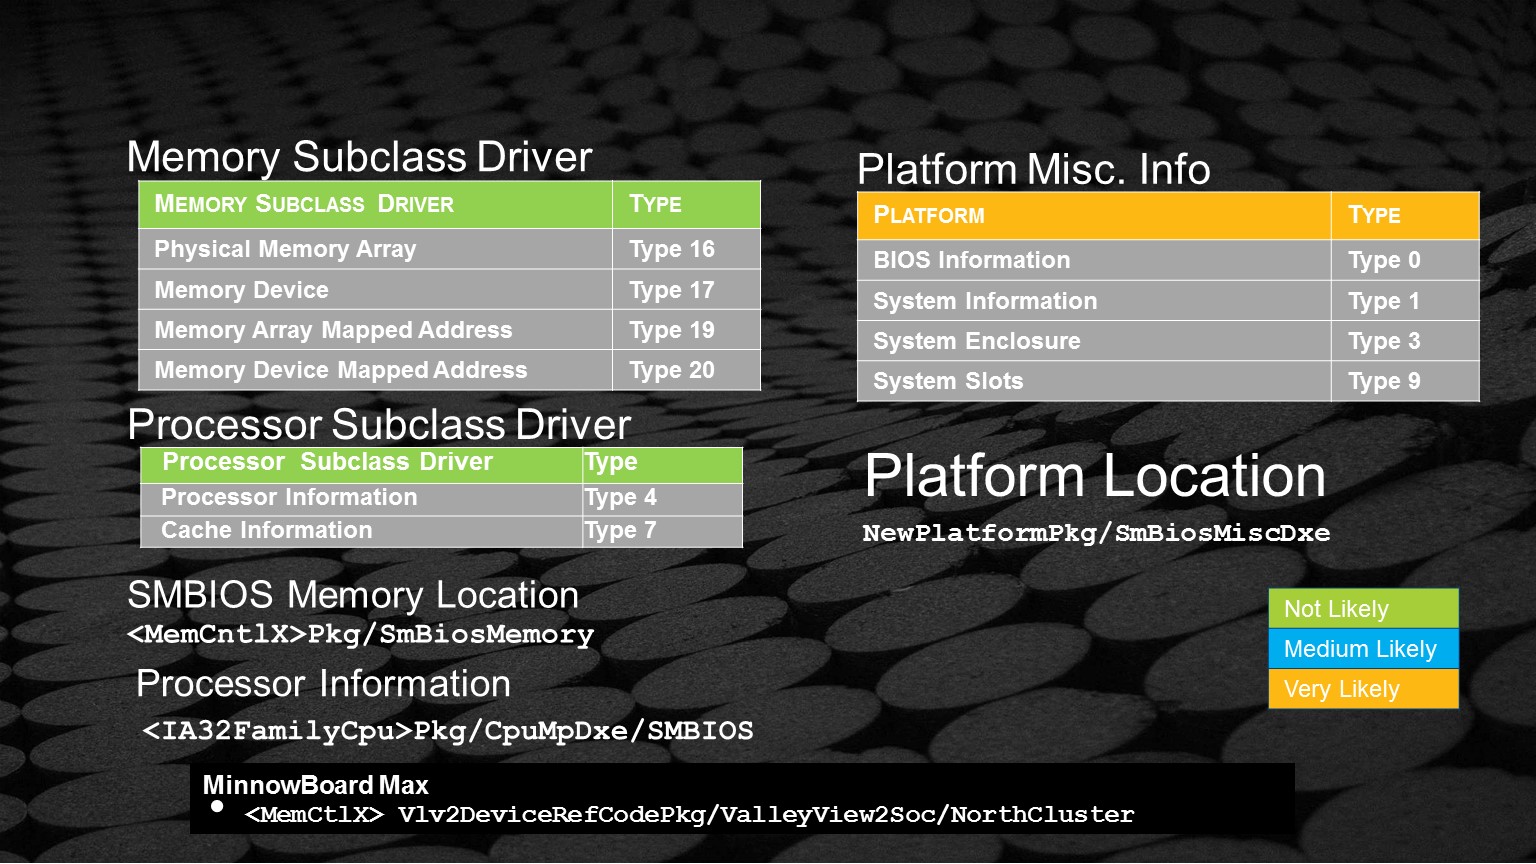 Memory Subclass Driver
MEMORY SUBCLASS DRIVER TYPE
Physical Memory Array Type 16
Memory Device Type 17
Memory Array Mapped Address Type 19
Memory Device Mapped Address Type 20
Processor Subclass Driver
Processor Subclass Driver Type
Processor Information Type 4
Cache Information Type 7
SMBIOS Memory Location
<MemCntlX>Pkg/SmBiosMemory
Processor Information
<IA32FamilyCpu>Pkg/CpuMpDxe/SMBIOS
Platform Misc. Info
PLATFORM TYPE
BIOS Information Type 0
System Information Type 1
System Enclosure Type 3
System Slots Type 9
Platform Location
NewPlatformPkg/SmBiosMiscDxe
Not Likely
Medium Likely
Very Likely
MinnowBoard Max
• <MemCtlX> Vlv2DeviceRefCodePkg/ValleyView2Soc/NorthCluster